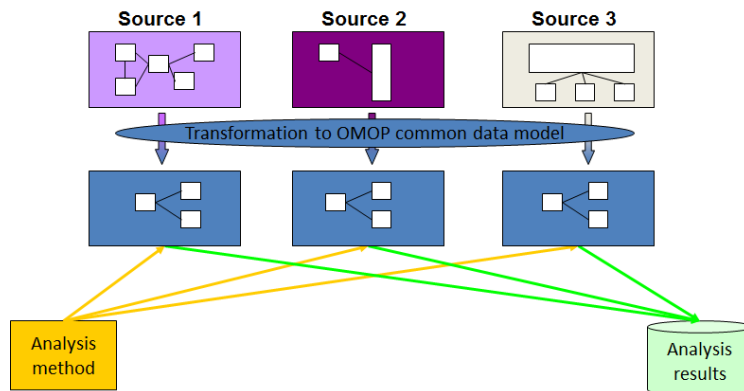 Source 1
Source 2
Source 3
Transformation to OMOP common data model
Analysis
method
Analysis
results